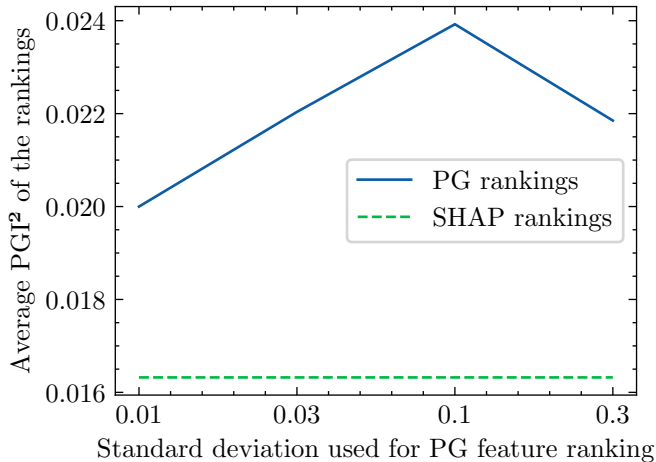 Average PGI² of the rankings
0.024
0.022
0.020
0.018
0.016
PG rankings
SHAP rankings
0.01 0.03 0.1 0.3
Standard deviation used for PG feature ranking